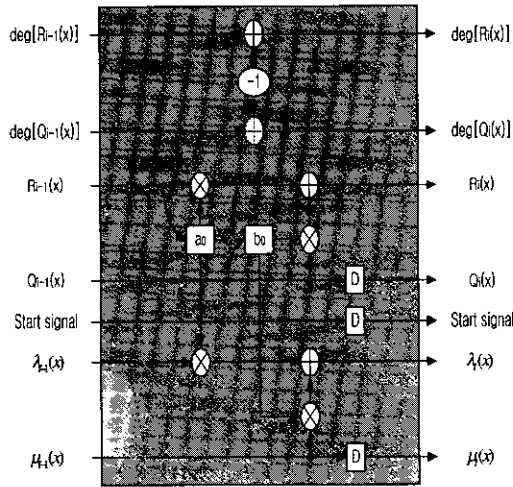 deg[Ri-1(x)] deg[Ri(x)]
-1
deg[Qi-1(x)] deg[Qi(x)]
Ri-1(x) Ri(x)
a0 b0
Qi-1(x) D Qi(x)
Start signal D Start signal
λi-1(x) λi(x)
μi-1(x) D μi(x)